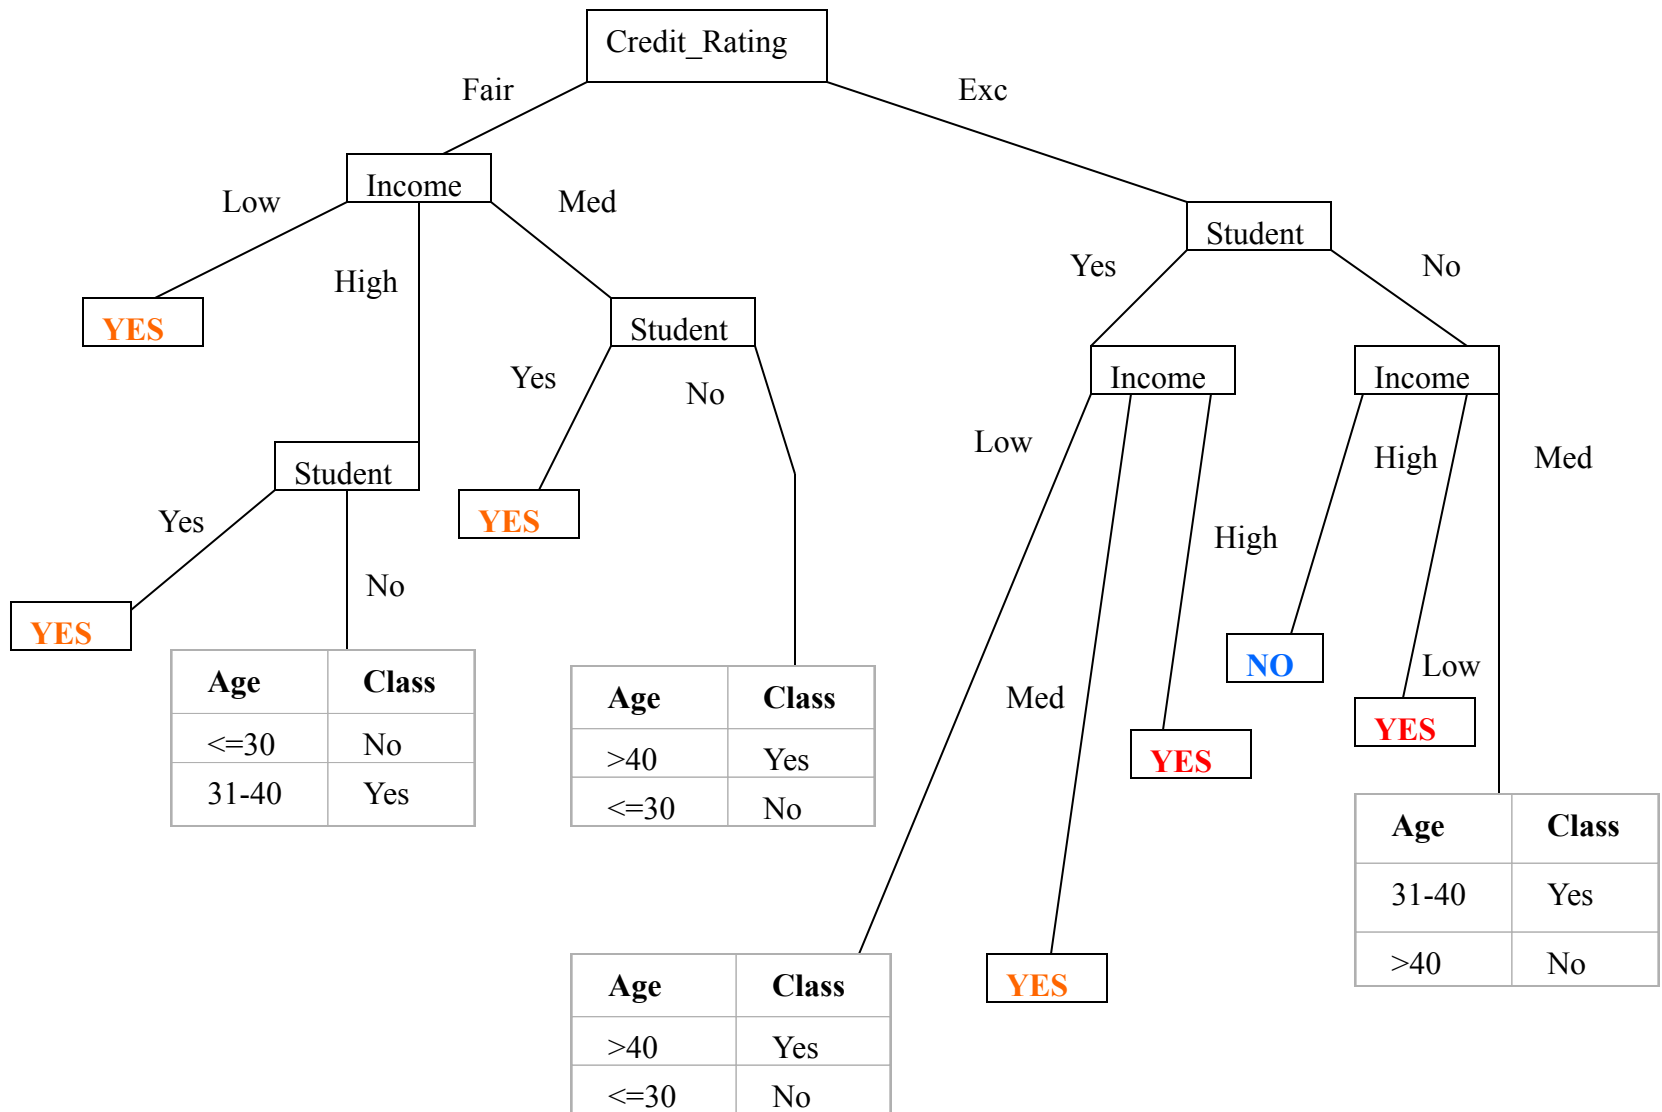 Credit_Rating
Fair
Exc
Income
Low
Med
High
Student
Yes
No
YES
Student
Yes
No
Income
Income
Student
Yes
No
YES
Low
High
Med
High
YES
Age Class
<=30 No
31-40 Yes
Age Class
>40 Yes
<=30 No
Med
NO
Low
YES
YES
Age Class
31-40 Yes
>40 No
Age Class
>40 Yes
<=30 No
YES